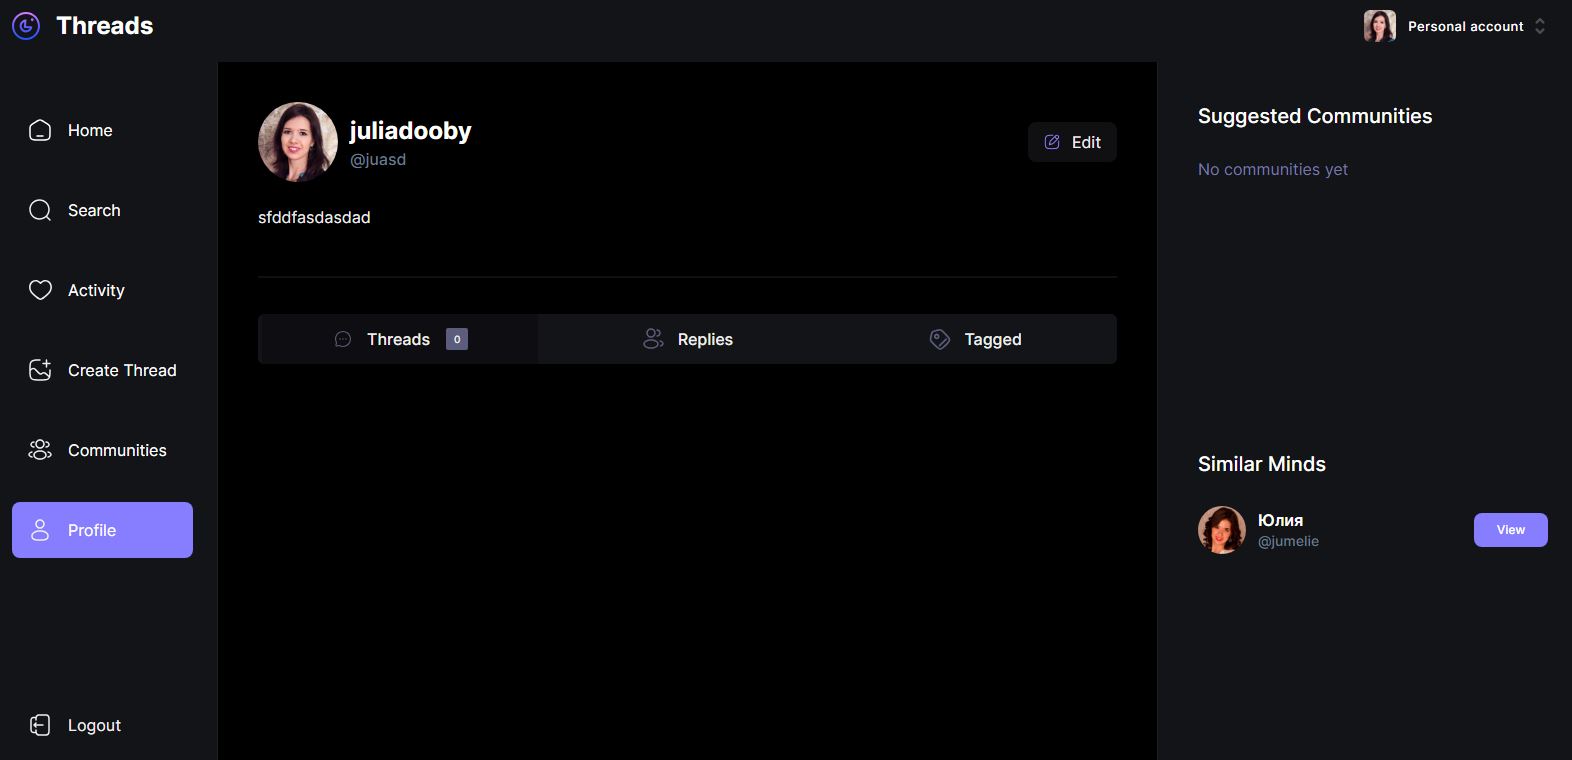 Threads
Personal account
Home
Search
Activity
Create Thread
Communities
Profile
Logout
juliadooby
@juasd
Edit
sfddfasdasdad
Threads 0
Replies
Tagged
Suggested Communities
No communities yet
Similar Minds
Юлия
@jumelie
View